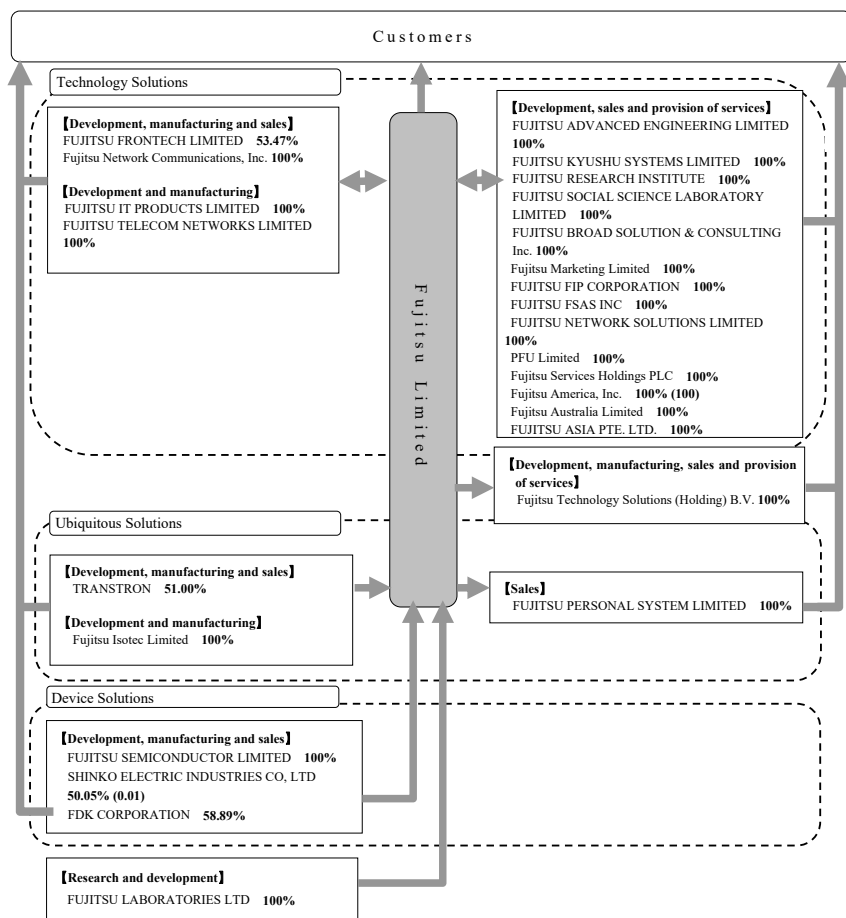 Customers
Technology Solutions
【Development, manufacturing and sales】
FUJITSU FRONTECH LIMITED 53.47%
Fujitsu Network Communications, Inc. 100%
【Development and manufacturing】
FUJITSU IT PRODUCTS LIMITED 100%
FUJITSU TELECOM NETWORKS LIMITED
100%
Fujitsu Limited
【Development, sales and provision of services】
FUJITSU ADVANCED ENGINEERING LIMITED
100%
FUJITSU KYUSHU SYSTEMS LIMITED 100%
FUJITSU RESEARCH INSTITUTE 100%
FUJITSU SOCIAL SCIENCE LABORATORY
LIMITED 100%
FUJITSU BROAD SOLUTION & CONSULTING
Inc. 100%
Fujitsu Marketing Limited 100%
FUJITSU FIP CORPORATION 100%
FUJITSU FSAS INC 100%
FUJITSU NETWORK SOLUTIONS LIMITED
100%
PFU Limited 100%
Fujitsu Services Holdings PLC 100%
Fujitsu America, Inc. 100% (100)
Fujitsu Australia Limited 100%
FUJITSU ASIA PTE. LTD. 100%
【Development, manufacturing, sales and provision
of services】
Fujitsu Technology Solutions (Holding) B.V. 100%
Ubiquitous Solutions
【Development, manufacturing and sales】
TRANSTRON 51.00%
【Development and manufacturing】
Fujitsu Isotec Limited 100%
【Sales】
FUJITSU PERSONAL SYSTEM LIMITED 100%
Device Solutions
【Development, manufacturing and sales】
FUJITSU SEMICONDUCTOR LIMITED 100%
SHINKO ELECTRIC INDUSTRIES CO, LTD
50.05% (0.01)
FDK CORPORATION 58.89%
【Research and development】
FUJITSU LABORATORIES LTD 100%